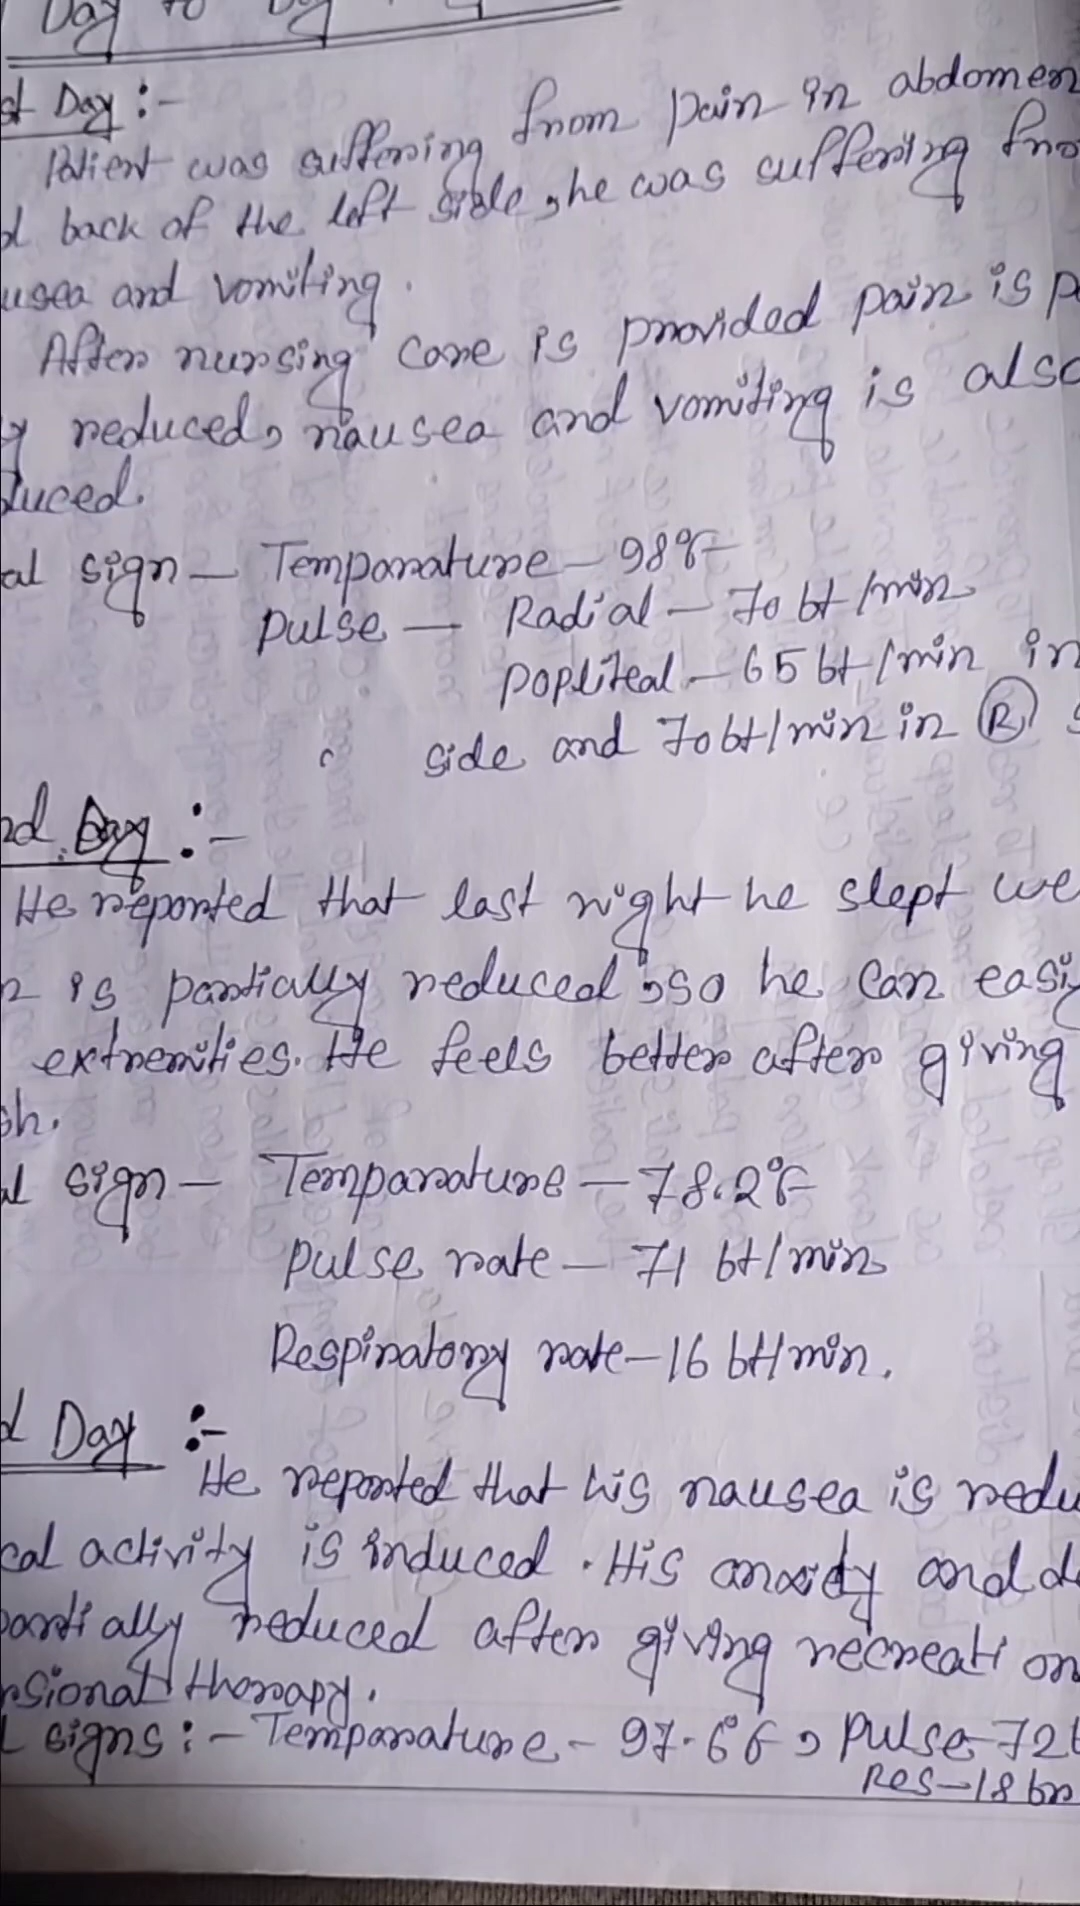 Day to Day
st Day :-
Patient was suffering from pain in abdomen
d back of the left side, he was suffering fro
usea and vomiting.
After nursing care is provided pain is p
y reduced, nausea and vomiting is also
duced.
al sign - Temparature - 98°F
Pulse - Radial - 70 bt/min
popliteal - 65 bt/min in
side and 70bt/min in R s
nd Day :-
He reported that last night he slept we
n is partially reduced, so he can easi
extremities. He feels better after giving
sh.
al sign - Temparature - 78.2°F
Pulse rate - 71 bt/min
Respiratory rate - 16 bt/min.
d Day :-
He reported that his nausea is redu
cal activity is induced. His anxiety and d
partially reduced after giving recreation
rsional therapy.
l signs :- Temparature - 97.6°F, Pulse - 72 b
Res - 18 br